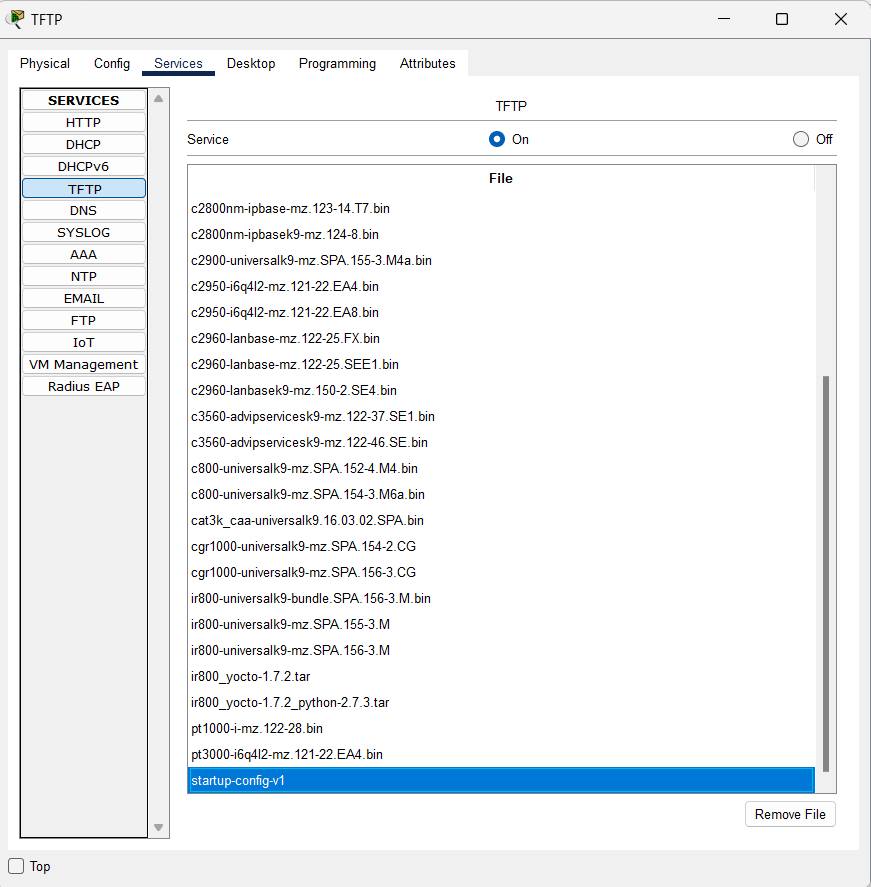 TFTP
Physical Config Services Desktop Programming Attributes
SERVICES
HTTP
DHCP
DHCPv6
TFTP
DNS
SYSLOG
AAA
NTP
EMAIL
FTP
IoT
VM Management
Radius EAP
TFTP
Service On Off
File
c2800nm-ipbase-mz.123-14.T7.bin
c2800nm-ipbasek9-mz.124-8.bin
c2900-universalk9-mz.SPA.155-3.M4a.bin
c2950-i6q4l2-mz.121-22.EA4.bin
c2950-i6q4l2-mz.121-22.EA8.bin
c2960-lanbase-mz.122-25.FX.bin
c2960-lanbase-mz.122-25.SEE1.bin
c2960-lanbasek9-mz.150-2.SE4.bin
c3560-advipservicesk9-mz.122-37.SE1.bin
c3560-advipservicesk9-mz.122-46.SE.bin
c800-universalk9-mz.SPA.152-4.M4.bin
c800-universalk9-mz.SPA.154-3.M6a.bin
cat3k_caa-universalk9.16.03.02.SPA.bin
cgr1000-universalk9-mz.SPA.154-2.CG
cgr1000-universalk9-mz.SPA.156-3.CG
ir800-universalk9-bundle.SPA.156-3.M.bin
ir800-universalk9-mz.SPA.155-3.M
ir800-universalk9-mz.SPA.156-3.M
ir800_yocto-1.7.2.tar
ir800_yocto-1.7.2_python-2.7.3.tar
pt1000-i-mz.122-28.bin
pt3000-i6q4l2-mz.121-22.EA4.bin
startup-config-v1
Remove File
Top